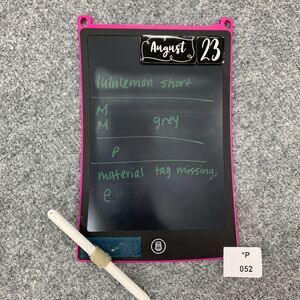 August 23
lululemon short
M
M grey
P
material tag missing,
e
*P
052